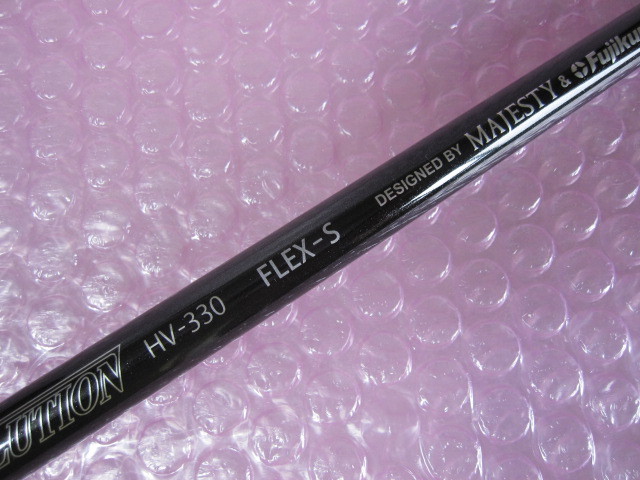 LUTION HV-330 FLEX-S DESIGNED BY MAJESTY & Fujiku